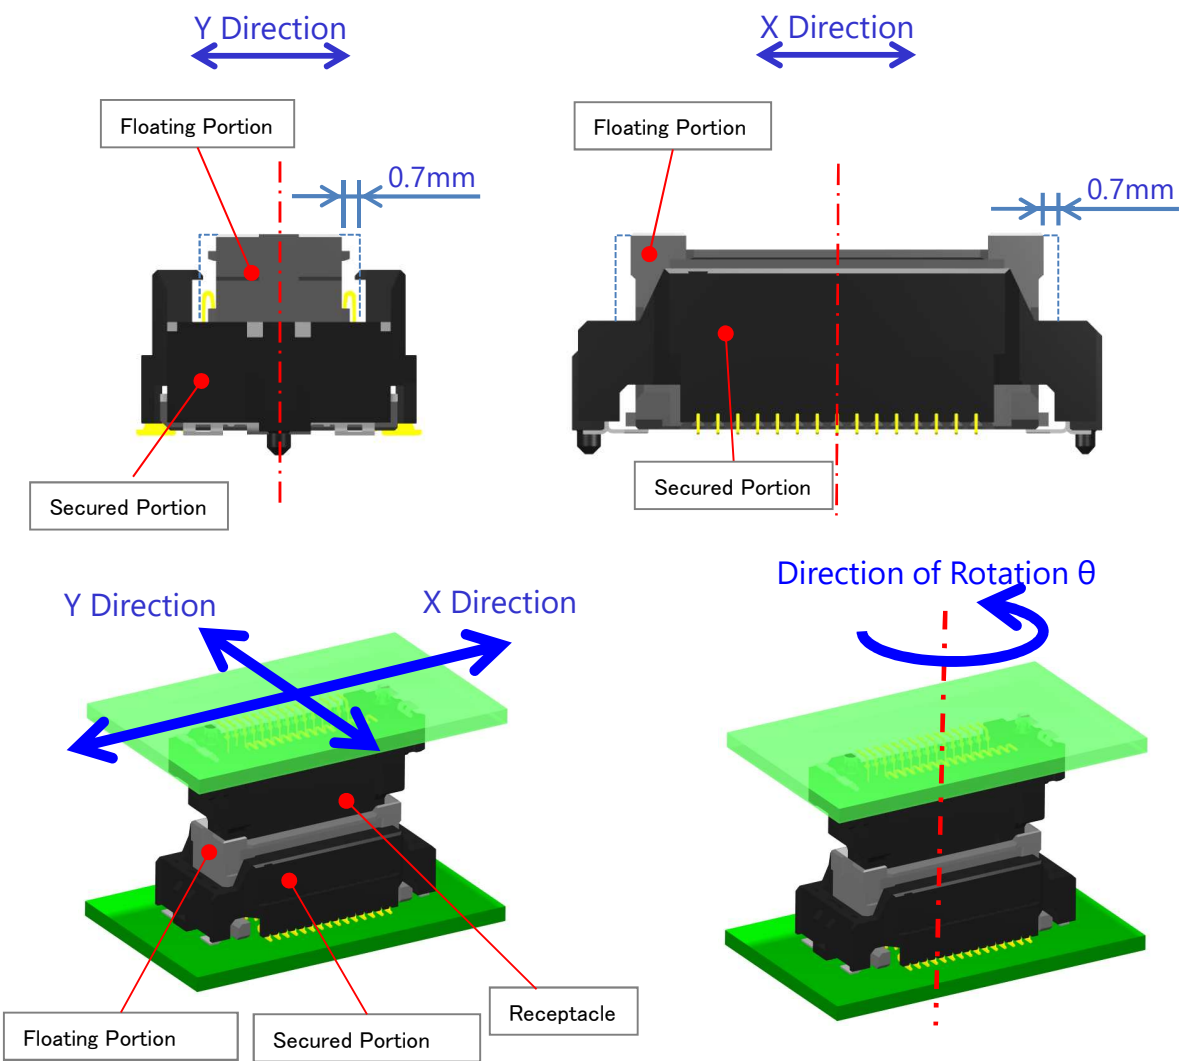 Y Direction
X Direction
Floating Portion
Floating Portion
0.7mm
0.7mm
Secured Portion
Secured Portion
Direction of Rotation θ
Y Direction
X Direction
Receptacle
Floating Portion
Secured Portion